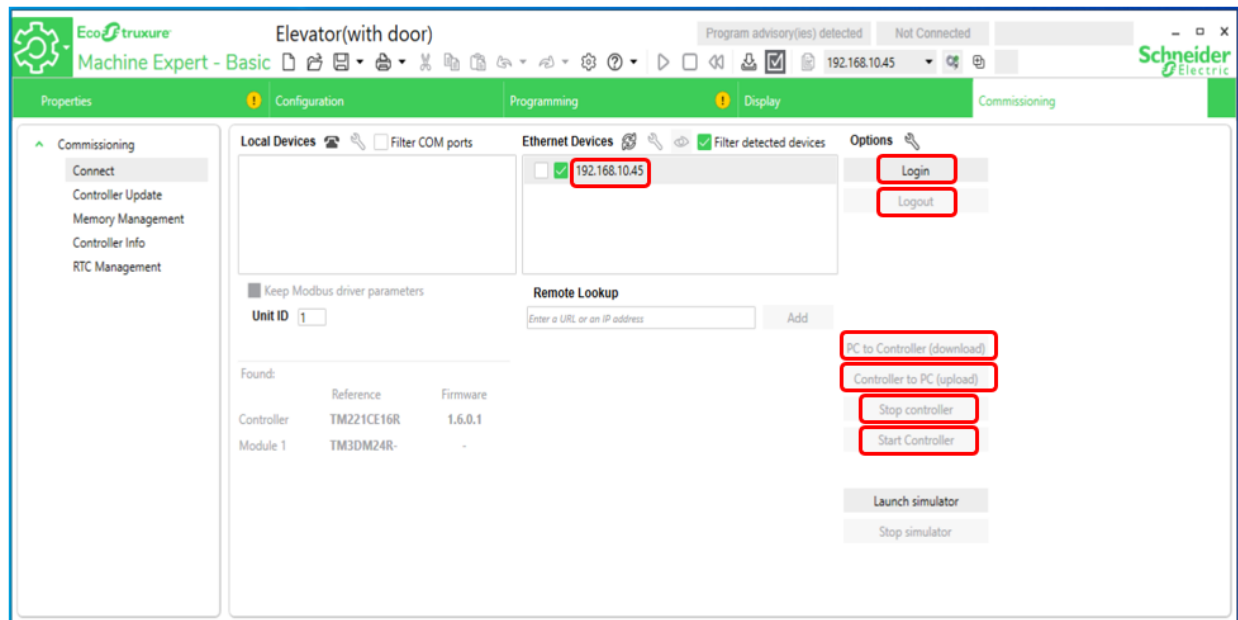 EcoStruxure
Machine Expert - Basic
Elevator(with door)
Program advisory(ies) detected
Not Connected
192.168.10.45
Schneider
Electric
Properties
Configuration
Programming
Display
Commissioning
Commissioning
Connect
Controller Update
Memory Management
Controller Info
RTC Management
Local Devices
Filter COM ports
Ethernet Devices
Filter detected devices
192.168.10.45
Keep Modbus driver parameters
Unit ID 1
Remote Lookup
Enter a URL or an IP address
Add
Found:
Reference Firmware
Controller TM221CE16R 1.6.0.1
Module 1 TM3DM24R- -
Options
Login
Logout
PC to Controller (download)
Controller to PC (upload)
Stop controller
Start Controller
Launch simulator
Stop simulator